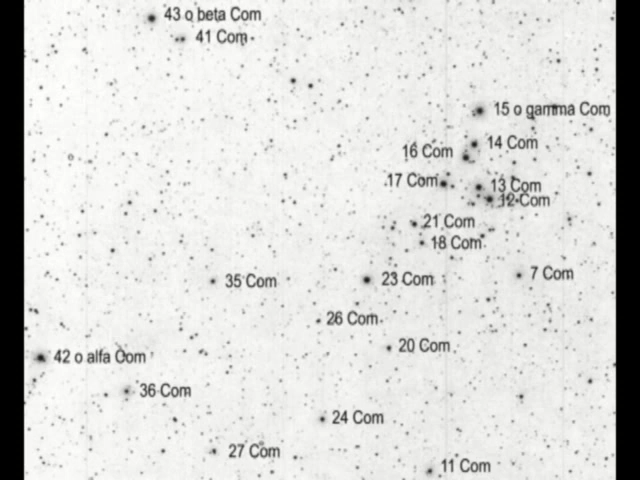 43 o beta Com
41 Com
15 o gamma Com
14 Com
16 Com
17 Com
13 Com
12 Com
21 Com
18 Com
7 Com
35 Com
23 Com
26 Com
20 Com
42 o alfa Com
36 Com
24 Com
27 Com
11 Com